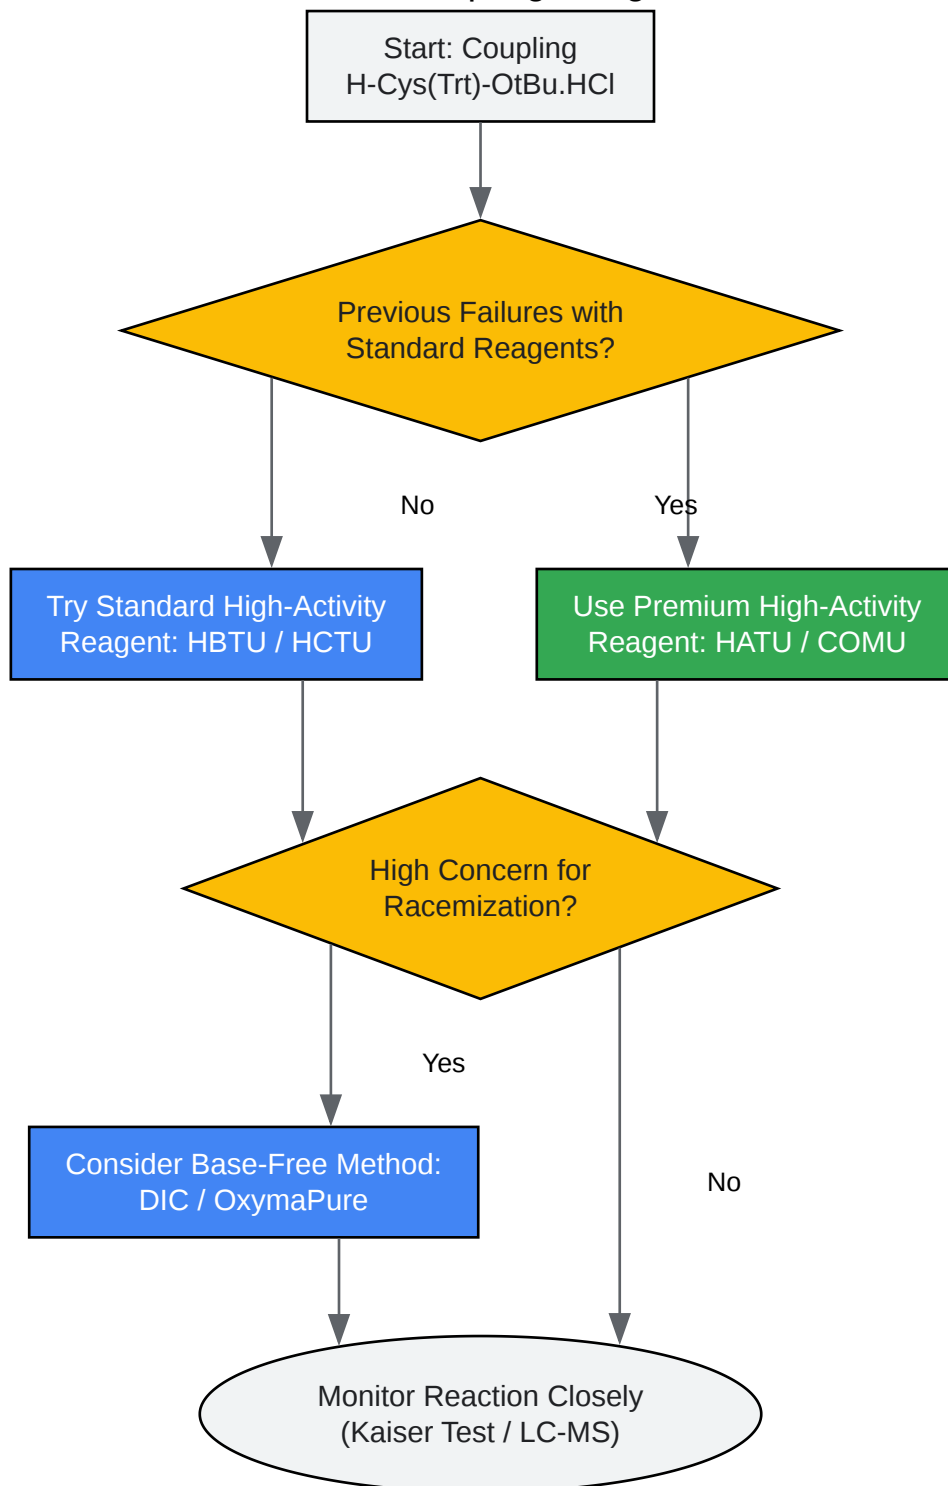 Start: Coupling
H-Cys(Trt)-OtBu.HCl
Previous Failures with
Standard Reagents?
No
Yes
Try Standard High-Activity
Reagent: HBTU / HCTU
Use Premium High-Activity
Reagent: HATU / COMU
High Concern for
Racemization?
Yes
Consider Base-Free Method:
DIC / OxymaPure
No
Monitor Reaction Closely
(Kaiser Test / LC-MS)